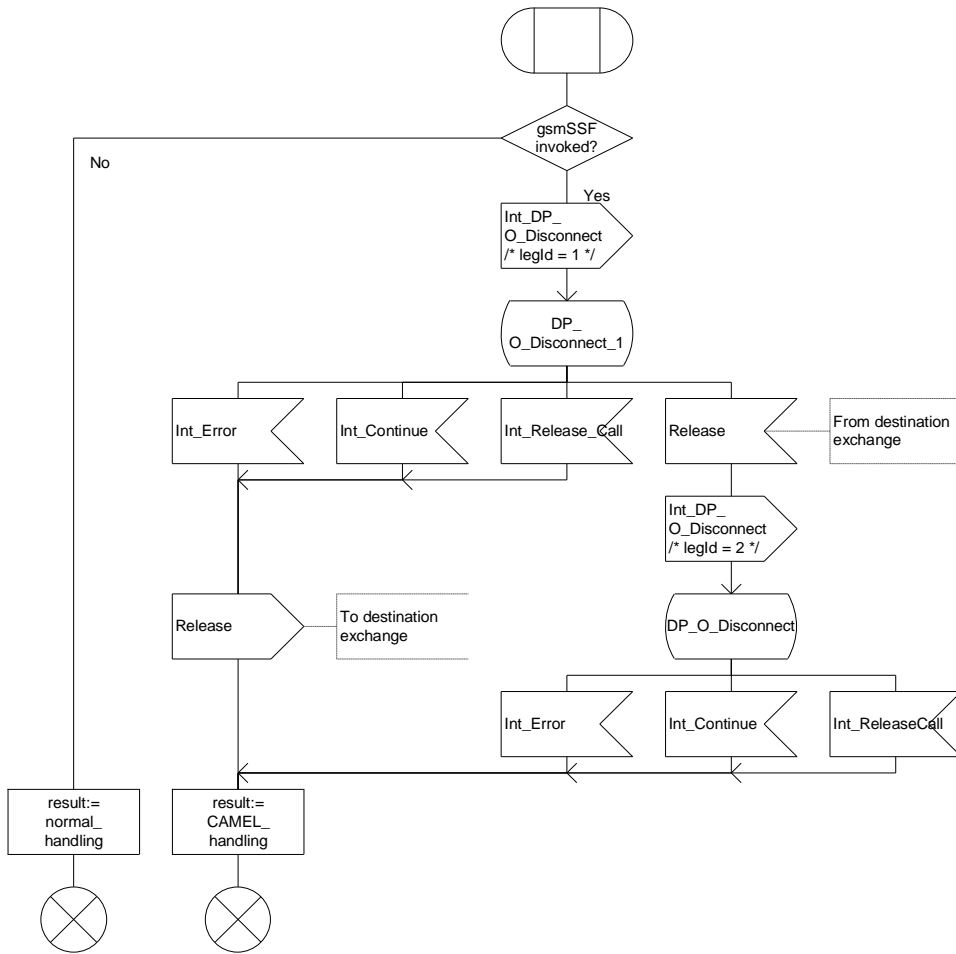 gsmSSF
invoked?
No
Yes
Int_DP_
O_Disconnect
/* legId = 1 */
DP_
O_Disconnect_1
Int_Error
Int_Continue
Int_Release_Call
Release
From destination
exchange
Int_DP_
O_Disconnect
/* legId = 2 */
Release
To destination
exchange
DP_O_Disconnect
Int_Error
Int_Continue
Int_ReleaseCall
result:=
normal_
handling
result:=
CAMEL_
handling